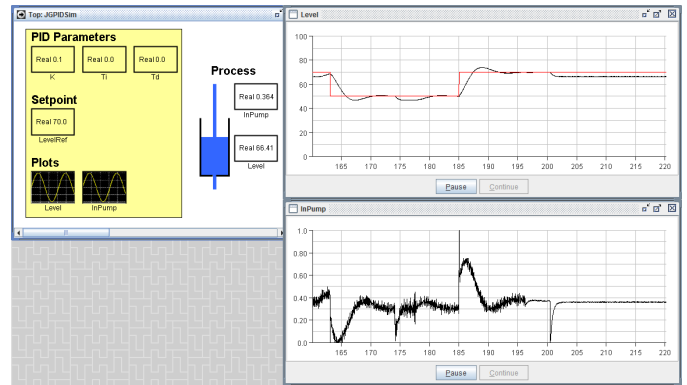 Top: JGPIDSim
PID Parameters
Real 0.1
Real 0.0
Real 0.0
K
Ti
Td
Setpoint
Real 70.0
LevelRef
Plots
Level
InPump
Process
Real 0.364
InPump
Real 66.41
Level
Level
100
80
60
40
20
0
165 170 175 180 185 190 195 200 205 210 215 220
Pause Continue
InPump
1.0
0.80
0.60
0.40
0.20
0.0
165 170 175 180 185 190 195 200 205 210 215 220
Pause Continue